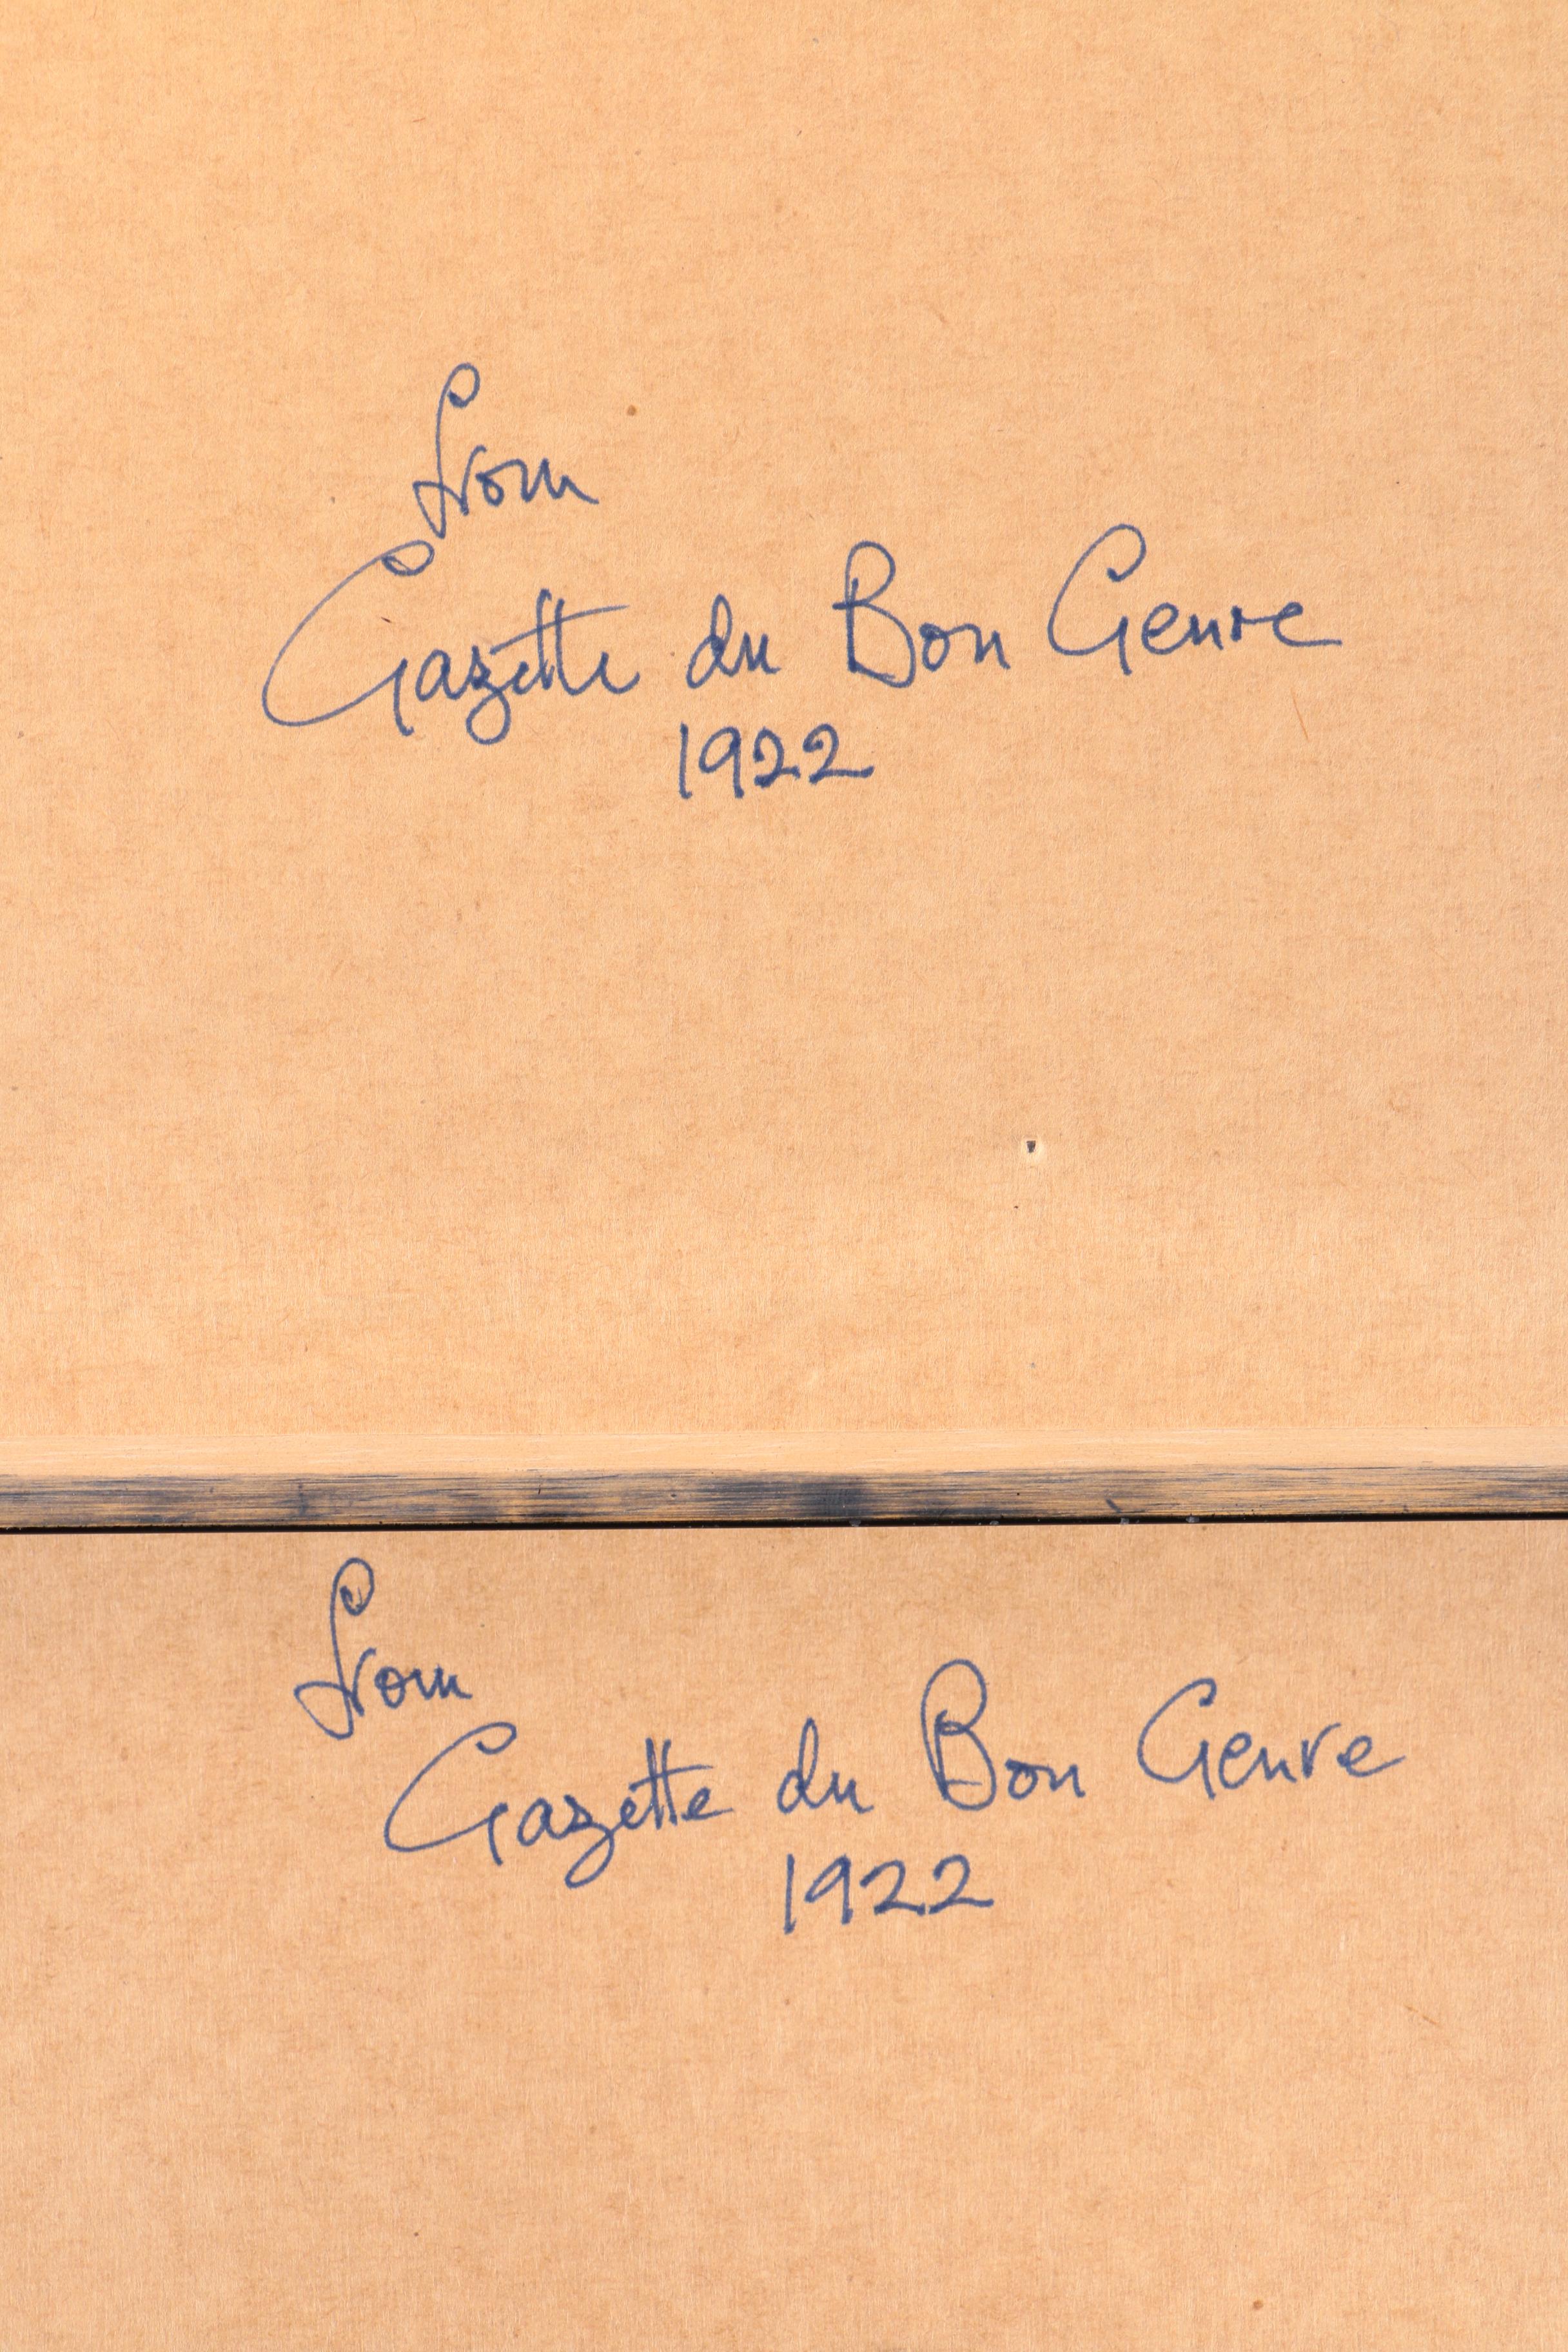 from
Gazette du Bon Genre
1922
from
Gazette du Bon Genre
1922